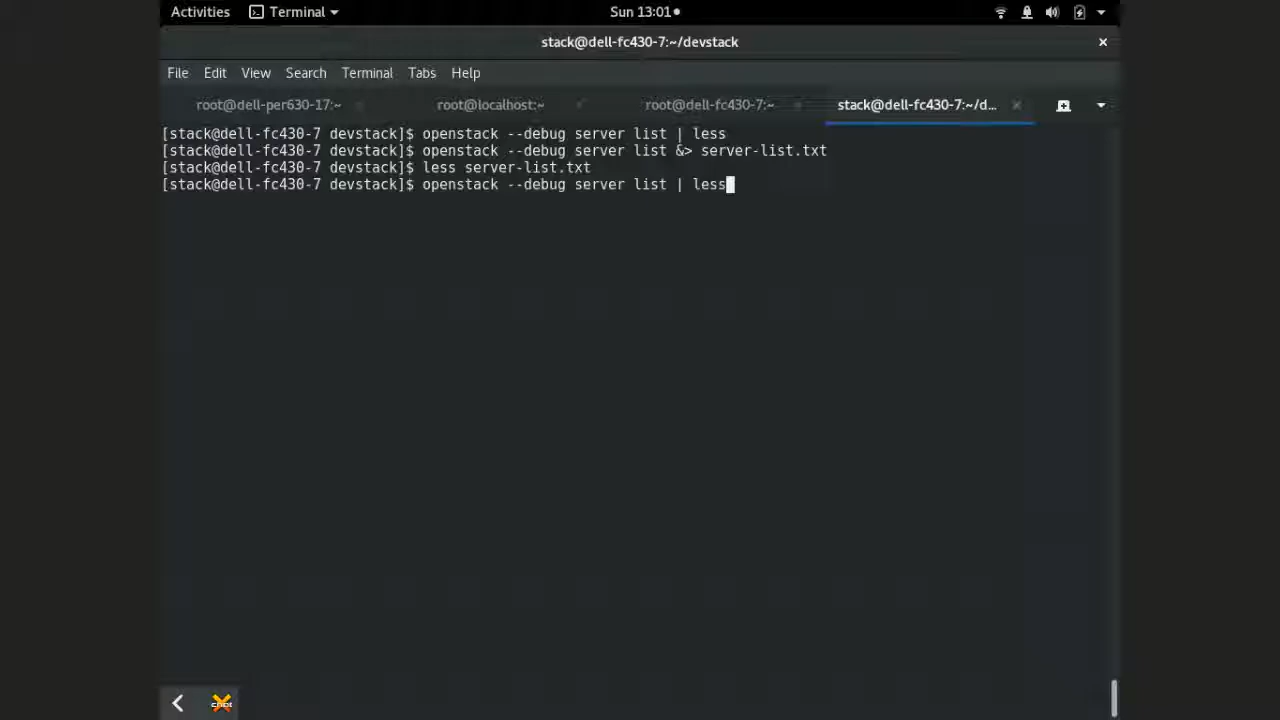 Activities Terminal Sun 13:01
stack@dell-fc430-7:~/devstack
File Edit View Search Terminal Tabs Help
root@dell-per630-17:~ root@localhost:~ root@dell-fc430-7:~ stack@dell-fc430-7:~/d...
[stack@dell-fc430-7 devstack]$ openstack --debug server list | less
[stack@dell-fc430-7 devstack]$ openstack --debug server list &> server-list.txt
[stack@dell-fc430-7 devstack]$ less server-list.txt
[stack@dell-fc430-7 devstack]$ openstack --debug server list | less